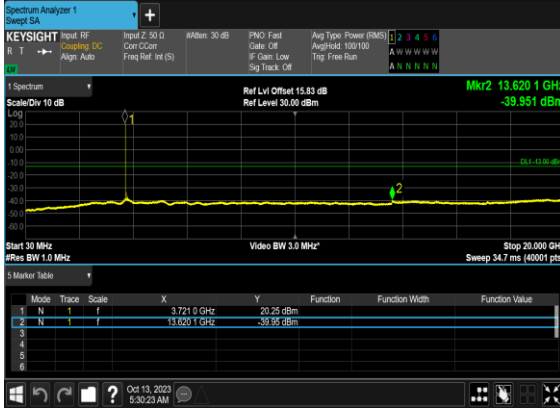 Spectrum Analyzer 1
Swept SA
+
KEYSIGHT
R T
Input: RF
Coupling: DC
Align: Auto
Input Z: 50 Ω
Corr CCorr
Freq Ref: Int (S)
#Atten: 30 dB
PNO: Fast
Gate: Off
IF Gain: Low
Sig Track: Off
Avg Type: Power (RMS)
Avg|Hold: 100/100
Trig: Free Run
1 2 3 4 5 6
A W W W W W
A N N N N N
1 Spectrum
Scale/Div 10 dB
Ref Lvl Offset 15.83 dB
Ref Level 30.00 dBm
Mkr2 13.620 1 GHz
-39.951 dBm
Log
20.0
10.0
0.00
-10.0
-20.0
-30.0
-40.0
-50.0
-60.0
1
2
DL1 -13.00 dBm
Start 30 MHz
#Res BW 1.0 MHz
Video BW 3.0 MHz*
Stop 20.000 GH
Sweep 34.7 ms (40001 pts
5 Marker Table
Mode Trace Scale X Y Function Function Width Function Value
1 N 1 f 3.721 0 GHz 20.25 dBm
2 N 1 f 13.620 1 GHz -39.95 dBm
3
4
5
6
?
Oct 13, 2023
5:30:23 AM